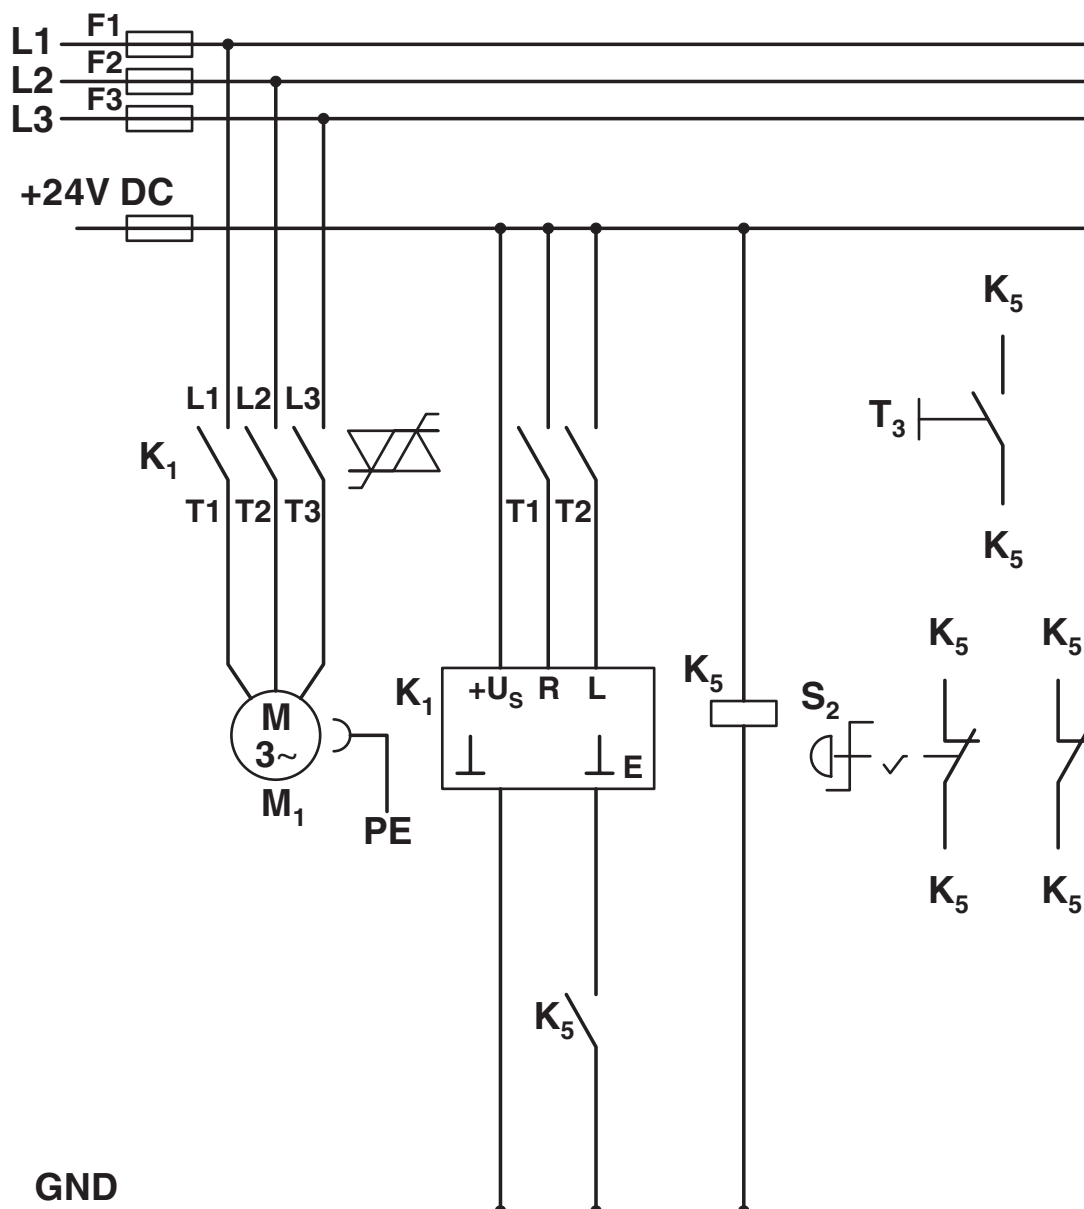 F1
L1
F2
L2
F3
L3
+24V DC
K5
L1 L2 L3
T3
K1
T1 T2 T3
T1 T2
K5
K5 K5
K5
K1 +US R L
S2
M
3~
E
M1
PE
K5 K5
K5
GND